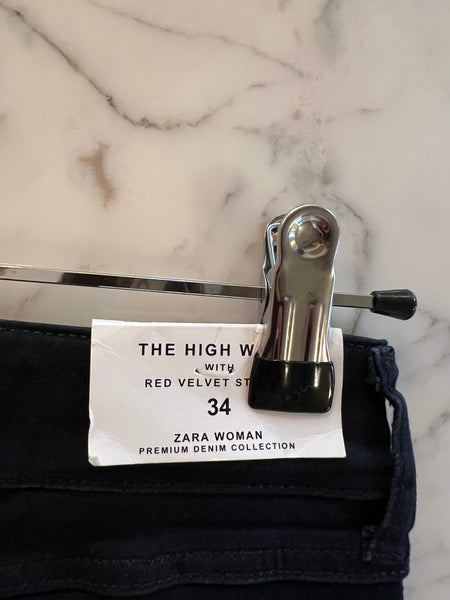 THE HIGH
WITH
RED VELVET
34
ZARA WOMAN
PREMIUM DENIM COLLECTION